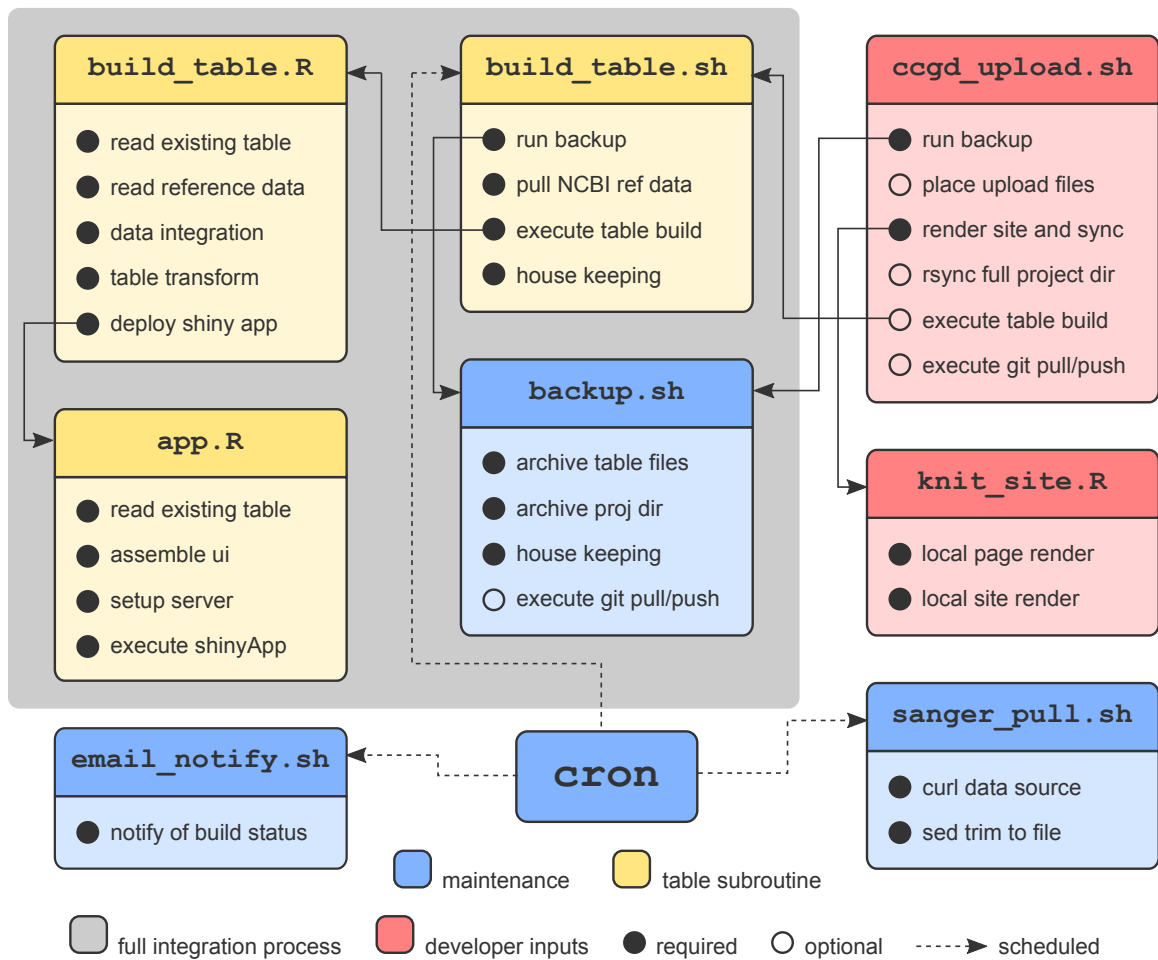 build_table.R
read existing table
read reference data
data integration
table transform
deploy shiny app
build_table.sh
run backup
pull NCBI ref data
execute table build
house keeping
ccgd_upload.sh
run backup
place upload files
render site and sync
rsync full project dir
execute table build
execute git pull/push
app.R
read existing table
assemble ui
setup server
execute shinyApp
backup.sh
archive table files
archive proj dir
house keeping
execute git pull/push
knit_site.R
local page render
local site render
email_notify.sh
notify of build status
cron
sanger_pull.sh
curl data source
sed trim to file
maintenance
table subroutine
full integration process
developer inputs
required
optional
scheduled